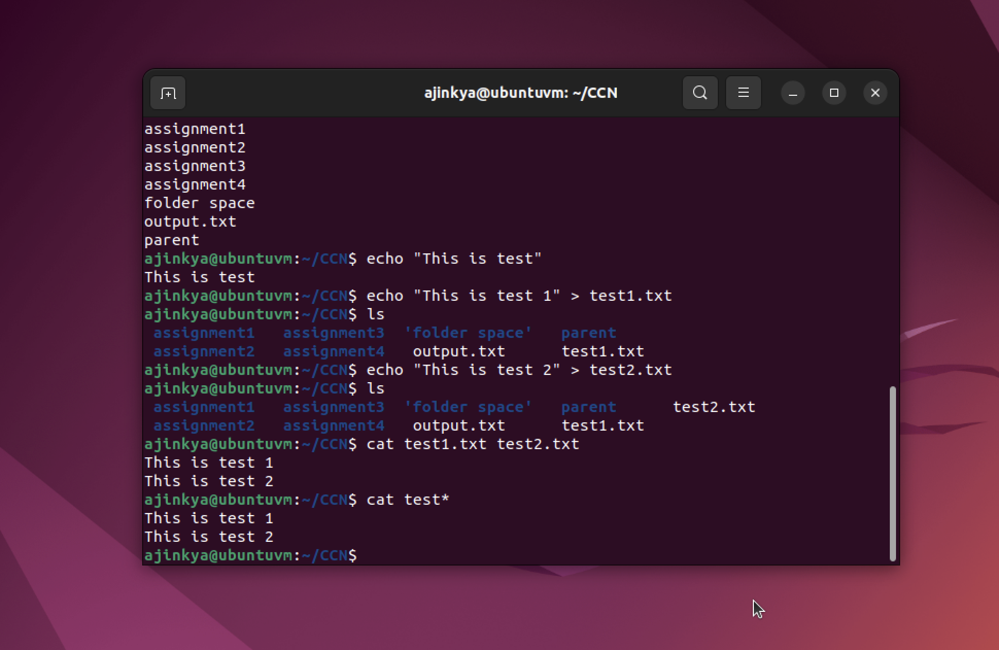 ajinkya@ubuntuvm: ~/CCN
assignment1
assignment2
assignment3
assignment4
folder space
output.txt
parent
ajinkya@ubuntuvm:~/CCN$ echo "This is test"
This is test
ajinkya@ubuntuvm:~/CCN$ echo "This is test 1" > test1.txt
ajinkya@ubuntuvm:~/CCN$ ls
 assignment1   assignment3  'folder space'   parent
 assignment2   assignment4   output.txt      test1.txt
ajinkya@ubuntuvm:~/CCN$ echo "This is test 2" > test2.txt
ajinkya@ubuntuvm:~/CCN$ ls
 assignment1   assignment3  'folder space'   parent      test2.txt
 assignment2   assignment4   output.txt      test1.txt
ajinkya@ubuntuvm:~/CCN$ cat test1.txt test2.txt
This is test 1
This is test 2
ajinkya@ubuntuvm:~/CCN$ cat test*
This is test 1
This is test 2
ajinkya@ubuntuvm:~/CCN$